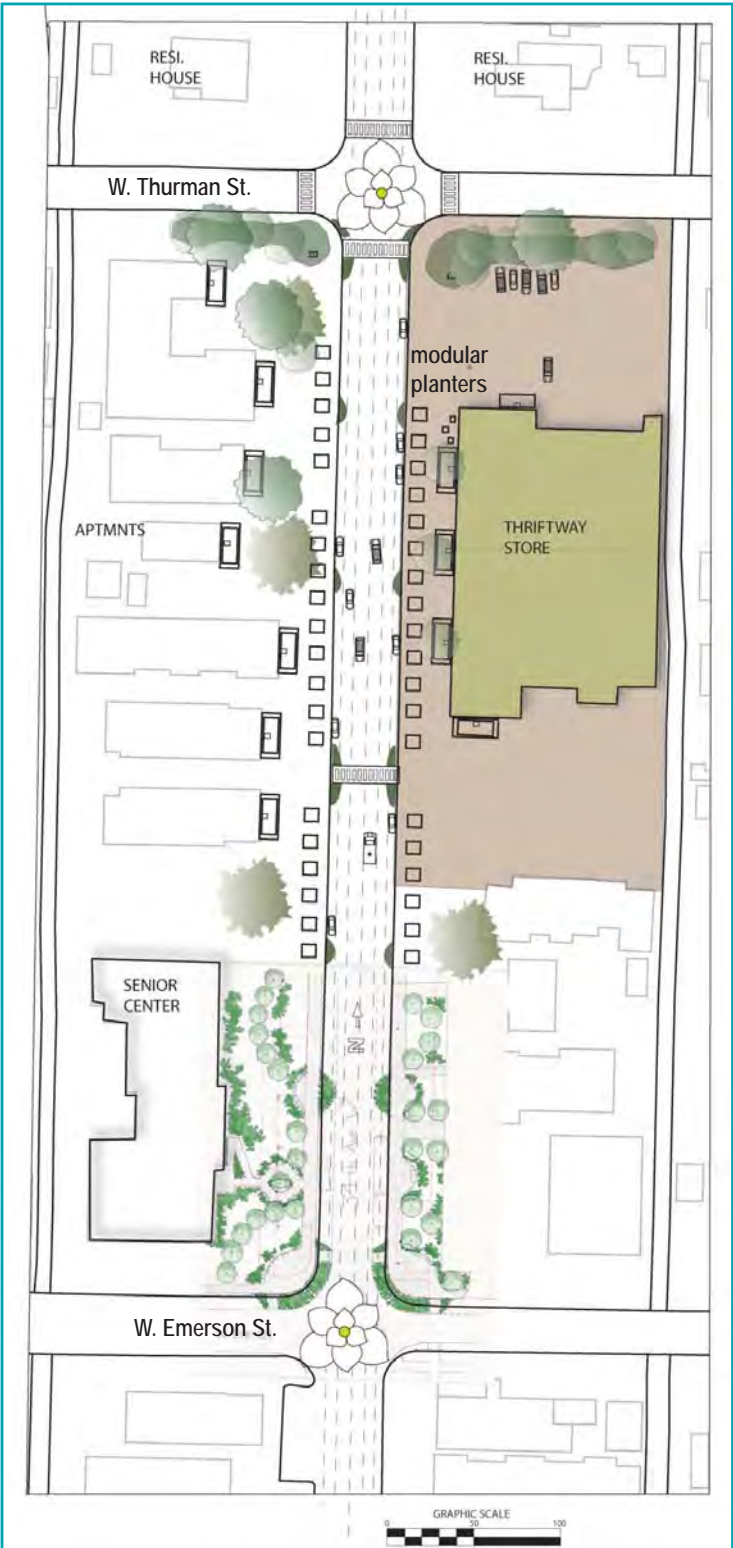 RESI.
HOUSE
RESI.
HOUSE
W. Thurman St.
modular
planters
APTMNTS
THRIFTWAY
STORE
SENIOR
CENTER
N
W. Emerson St.
GRAPHIC SCALE
0 50 100